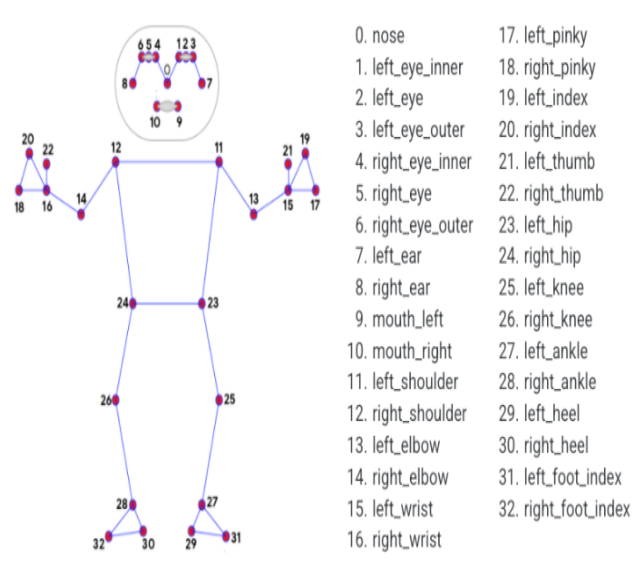 6 5 4 1 2 3
0
8 7
10 9
20 19
22 12 11 21
18 16 14 13 15 17
24 23
26 25
28 27
32 30 29 31
0. nose
1. left_eye_inner
2. left_eye
3. left_eye_outer
4. right_eye_inner
5. right_eye
6. right_eye_outer
7. left_ear
8. right_ear
9. mouth_left
10. mouth_right
11. left_shoulder
12. right_shoulder
13. left_elbow
14. right_elbow
15. left_wrist
16. right_wrist
17. left_pinky
18. right_pinky
19. left_index
20. right_index
21. left_thumb
22. right_thumb
23. left_hip
24. right_hip
25. left_knee
26. right_knee
27. left_ankle
28. right_ankle
29. left_heel
30. right_heel
31. left_foot_index
32. right_foot_index